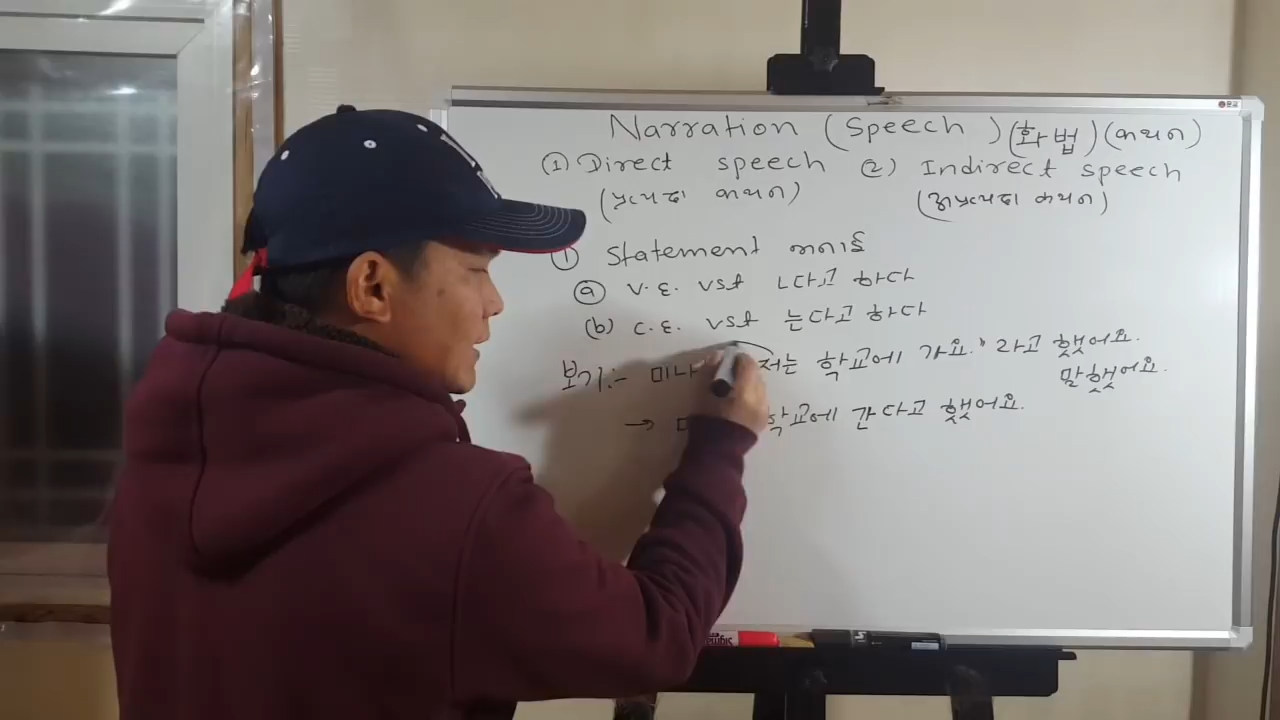 Narration (Speech) (화법) (कथन)
① Direct speech ② Indirect speech
(प्रत्यक्ष कथन) (अप्रत्यक्ष कथन)
① Statement लाई
ⓐ V.E. vst ㄴ다고 하다
(b) C.E. vst 는다고 하다
보기:- 미나 저는 학교에 가요." 라고 했어요.
말했어요.
→ 학교에 간다고 했어요.